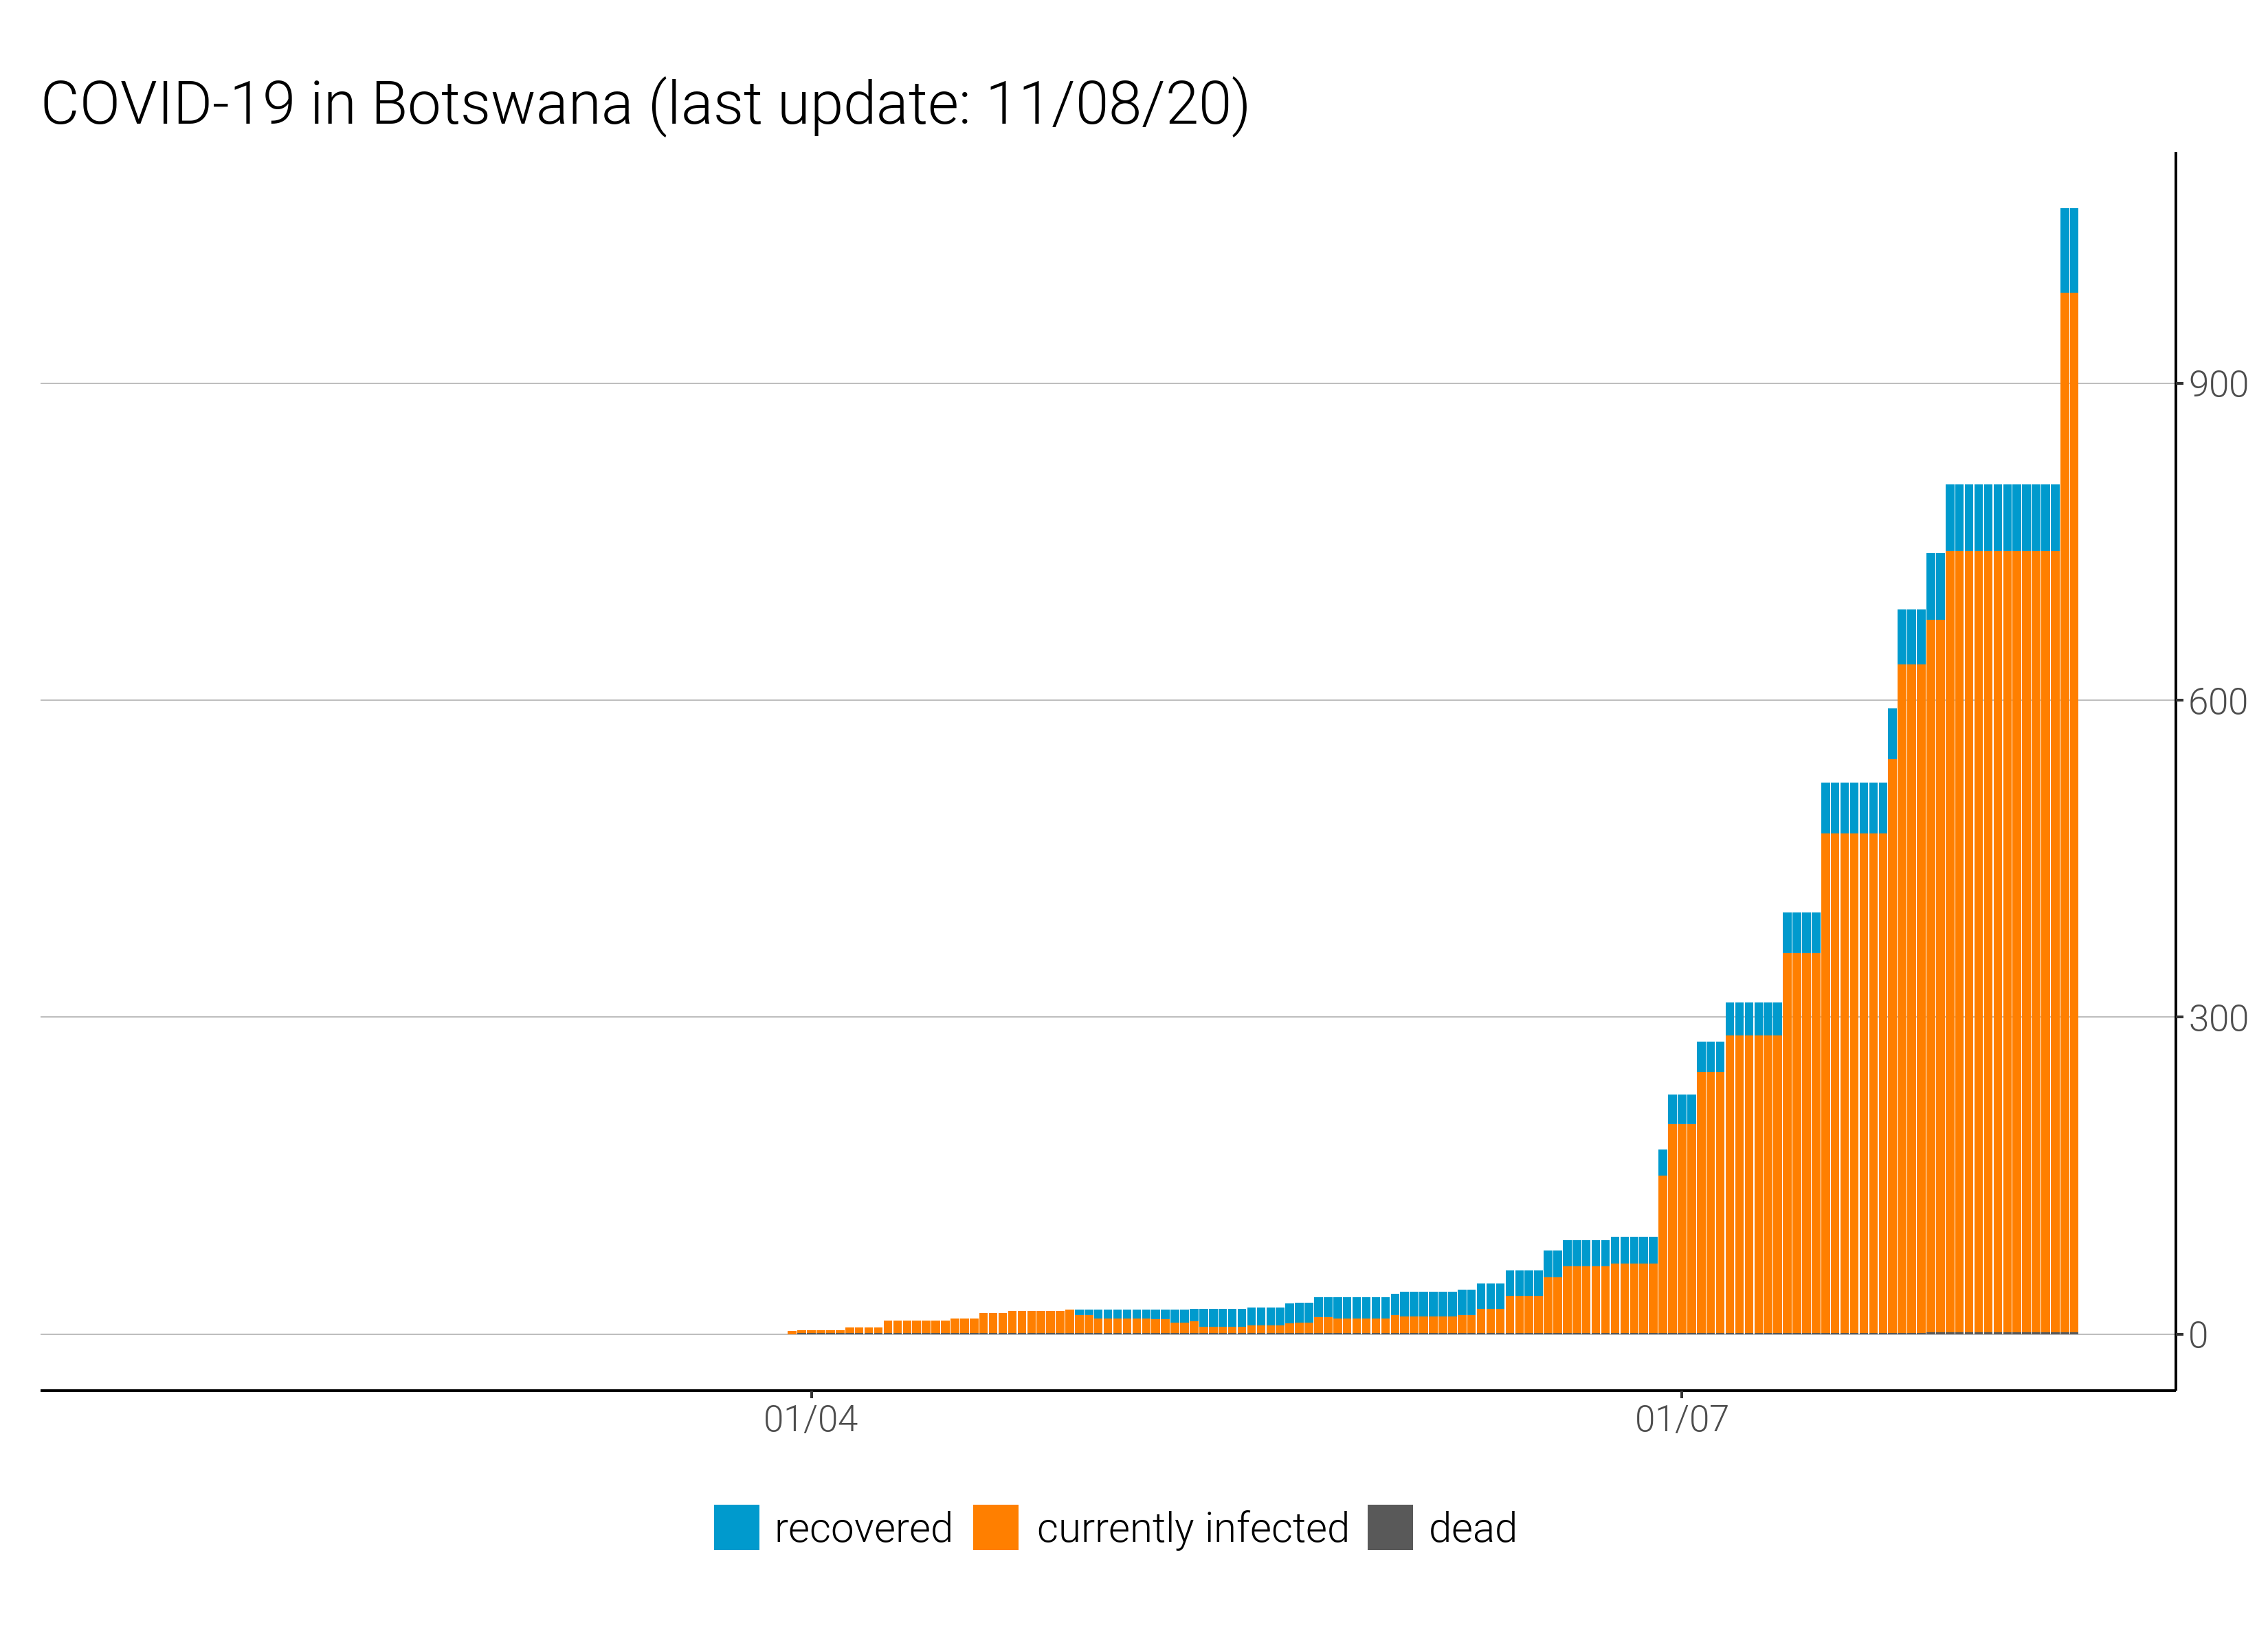 COVID-19 in Botswana (last update: 11/08/20)
900
600
300
0
01/04 01/07
recovered currently infected dead